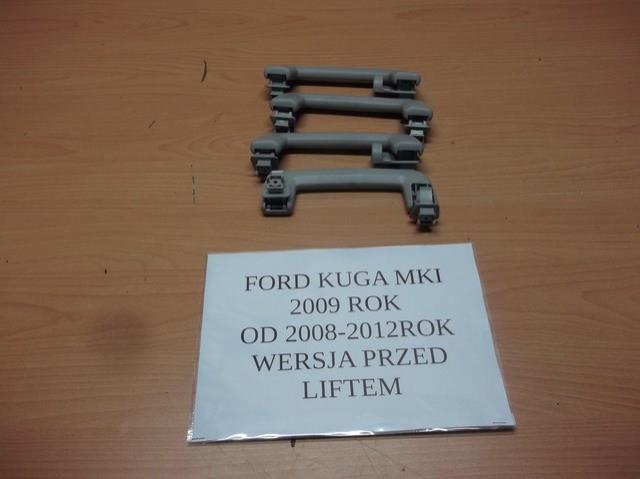 FORD KUGA MKI
2009 ROK
OD 2008-2012ROK
WERSJA PRZED
LIFTEM